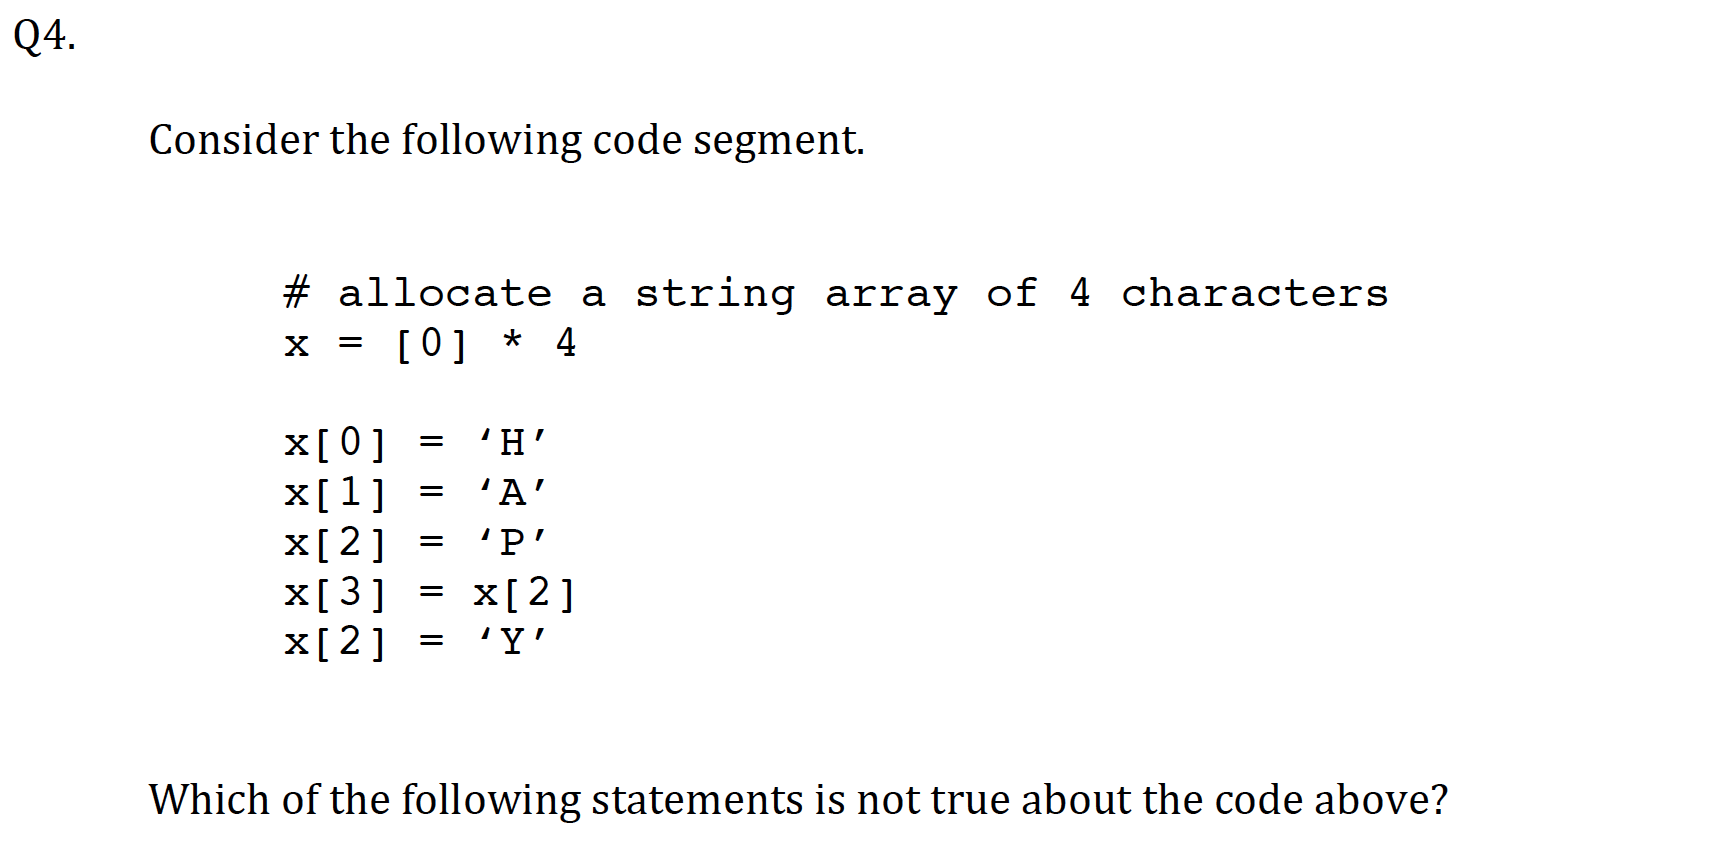 Q4.
Consider the following code segment.
# allocate a string array of 4 characters
x = [0] * 4
x[0] = ‘H’
x[1] = ‘A’
x[2] = ‘P’
x[3] = x[2]
x[2] = ‘Y’
Which of the following statements is not true about the code above?